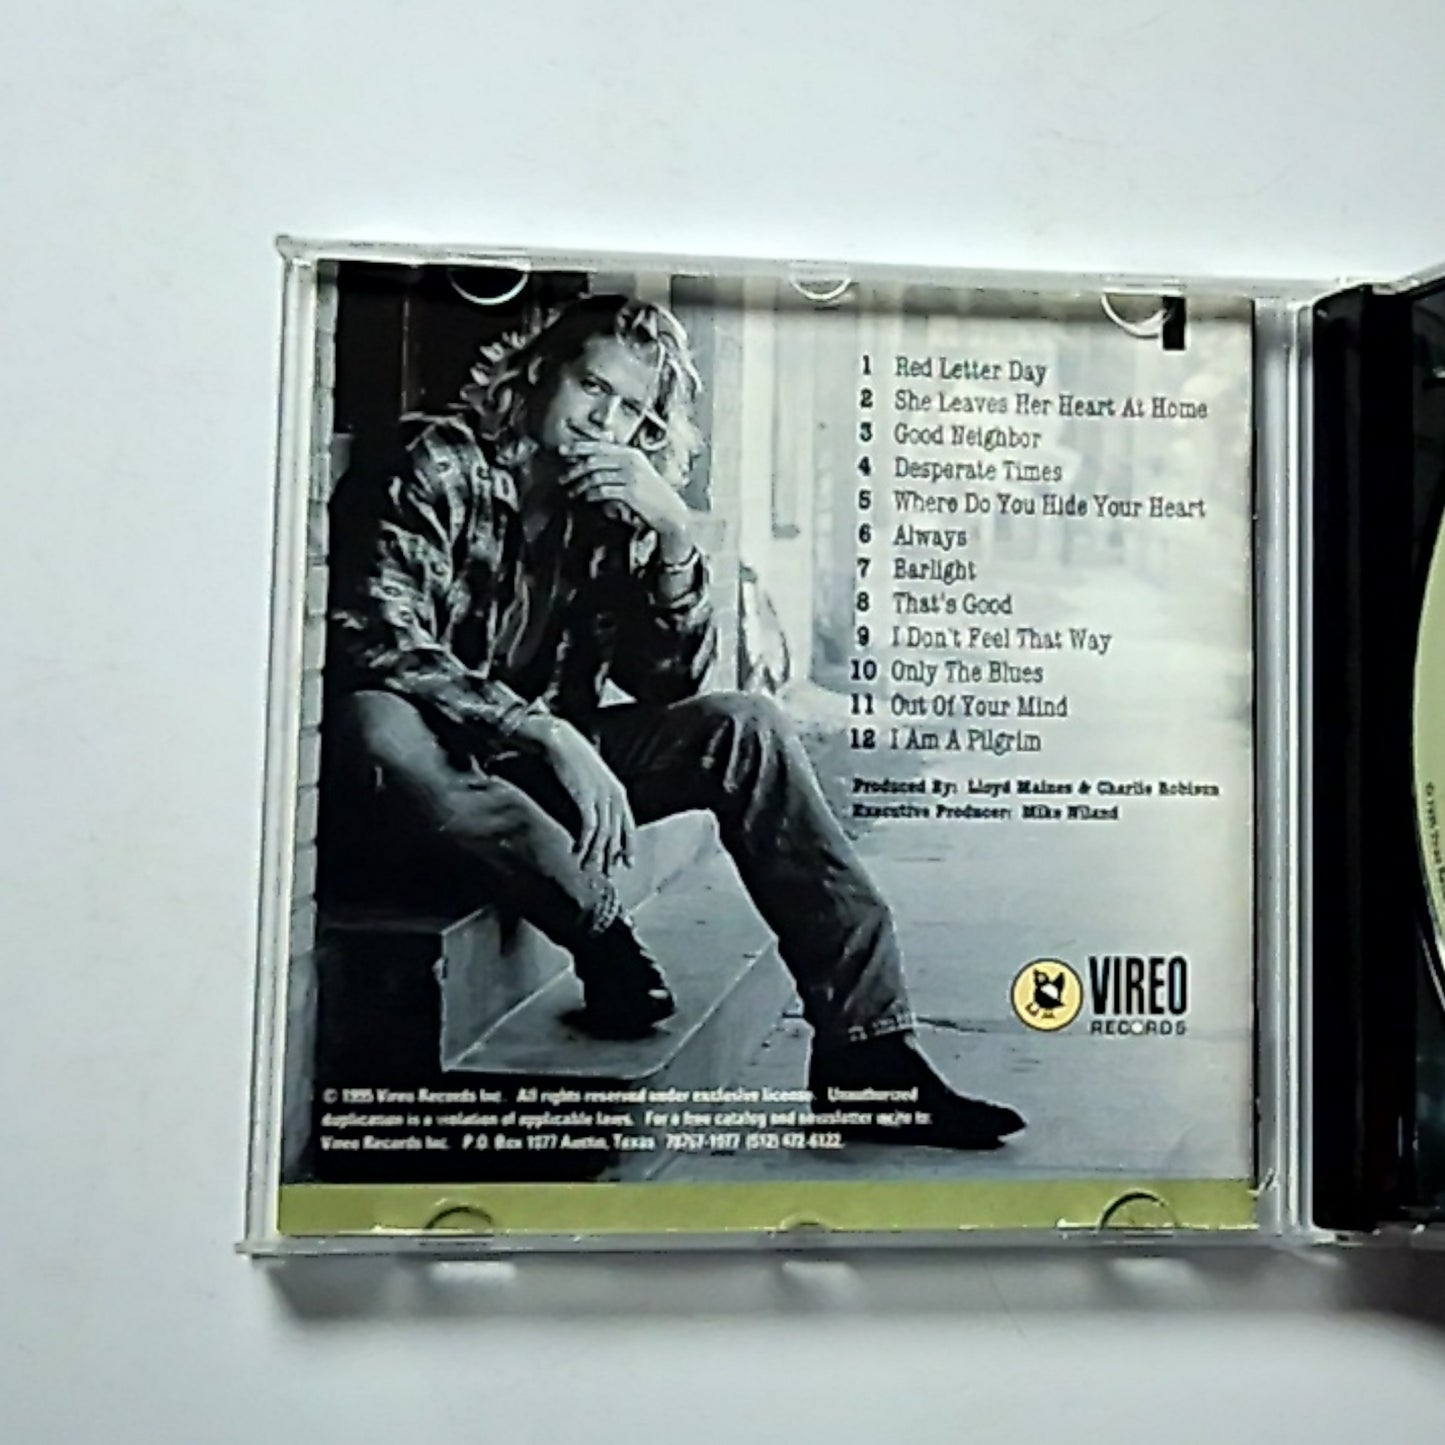 1 Red Letter Day
2 She Leaves Her Heart At Home
3 Good Neighbor
4 Desperate Times
5 Where Do You Hide Your Heart
6 Always
7 Barlight
8 That's Good
9 I Don't Feel That Way
10 Only The Blues
11 Out Of Your Mind
12 I Am A Pilgrim
Produced By: Lloyd Maines & Charlie Robison
Executive Producer: Mike Niland
VIREO
RECORDS
© 1995 Vireo Records Inc. All rights reserved under exclusive license. Unauthorized
duplication is a violation of applicable laws. For a free catalog and newsletter write to:
Vireo Records Inc. P.O. Box 1977 Austin, Texas 78767-1977 (512) 472-6122.